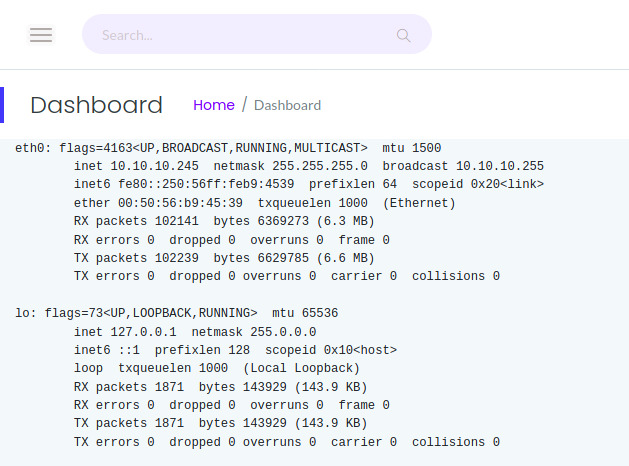 Search...
Dashboard Home / Dashboard
eth0: flags=4163<UP,BROADCAST,RUNNING,MULTICAST>  mtu 1500
        inet 10.10.10.245  netmask 255.255.255.0  broadcast 10.10.10.255
        inet6 fe80::250:56ff:feb9:4539  prefixlen 64  scopeid 0x20<link>
        ether 00:50:56:b9:45:39  txqueuelen 1000  (Ethernet)
        RX packets 102141  bytes 6369273 (6.3 MB)
        RX errors 0  dropped 0  overruns 0  frame 0
        TX packets 102239  bytes 6629785 (6.6 MB)
        TX errors 0  dropped 0 overruns 0  carrier 0  collisions 0

lo: flags=73<UP,LOOPBACK,RUNNING>  mtu 65536
        inet 127.0.0.1  netmask 255.0.0.0
        inet6 ::1  prefixlen 128  scopeid 0x10<host>
        loop  txqueuelen 1000  (Local Loopback)
        RX packets 1871  bytes 143929 (143.9 KB)
        RX errors 0  dropped 0  overruns 0  frame 0
        TX packets 1871  bytes 143929 (143.9 KB)
        TX errors 0  dropped 0 overruns 0  carrier 0  collisions 0